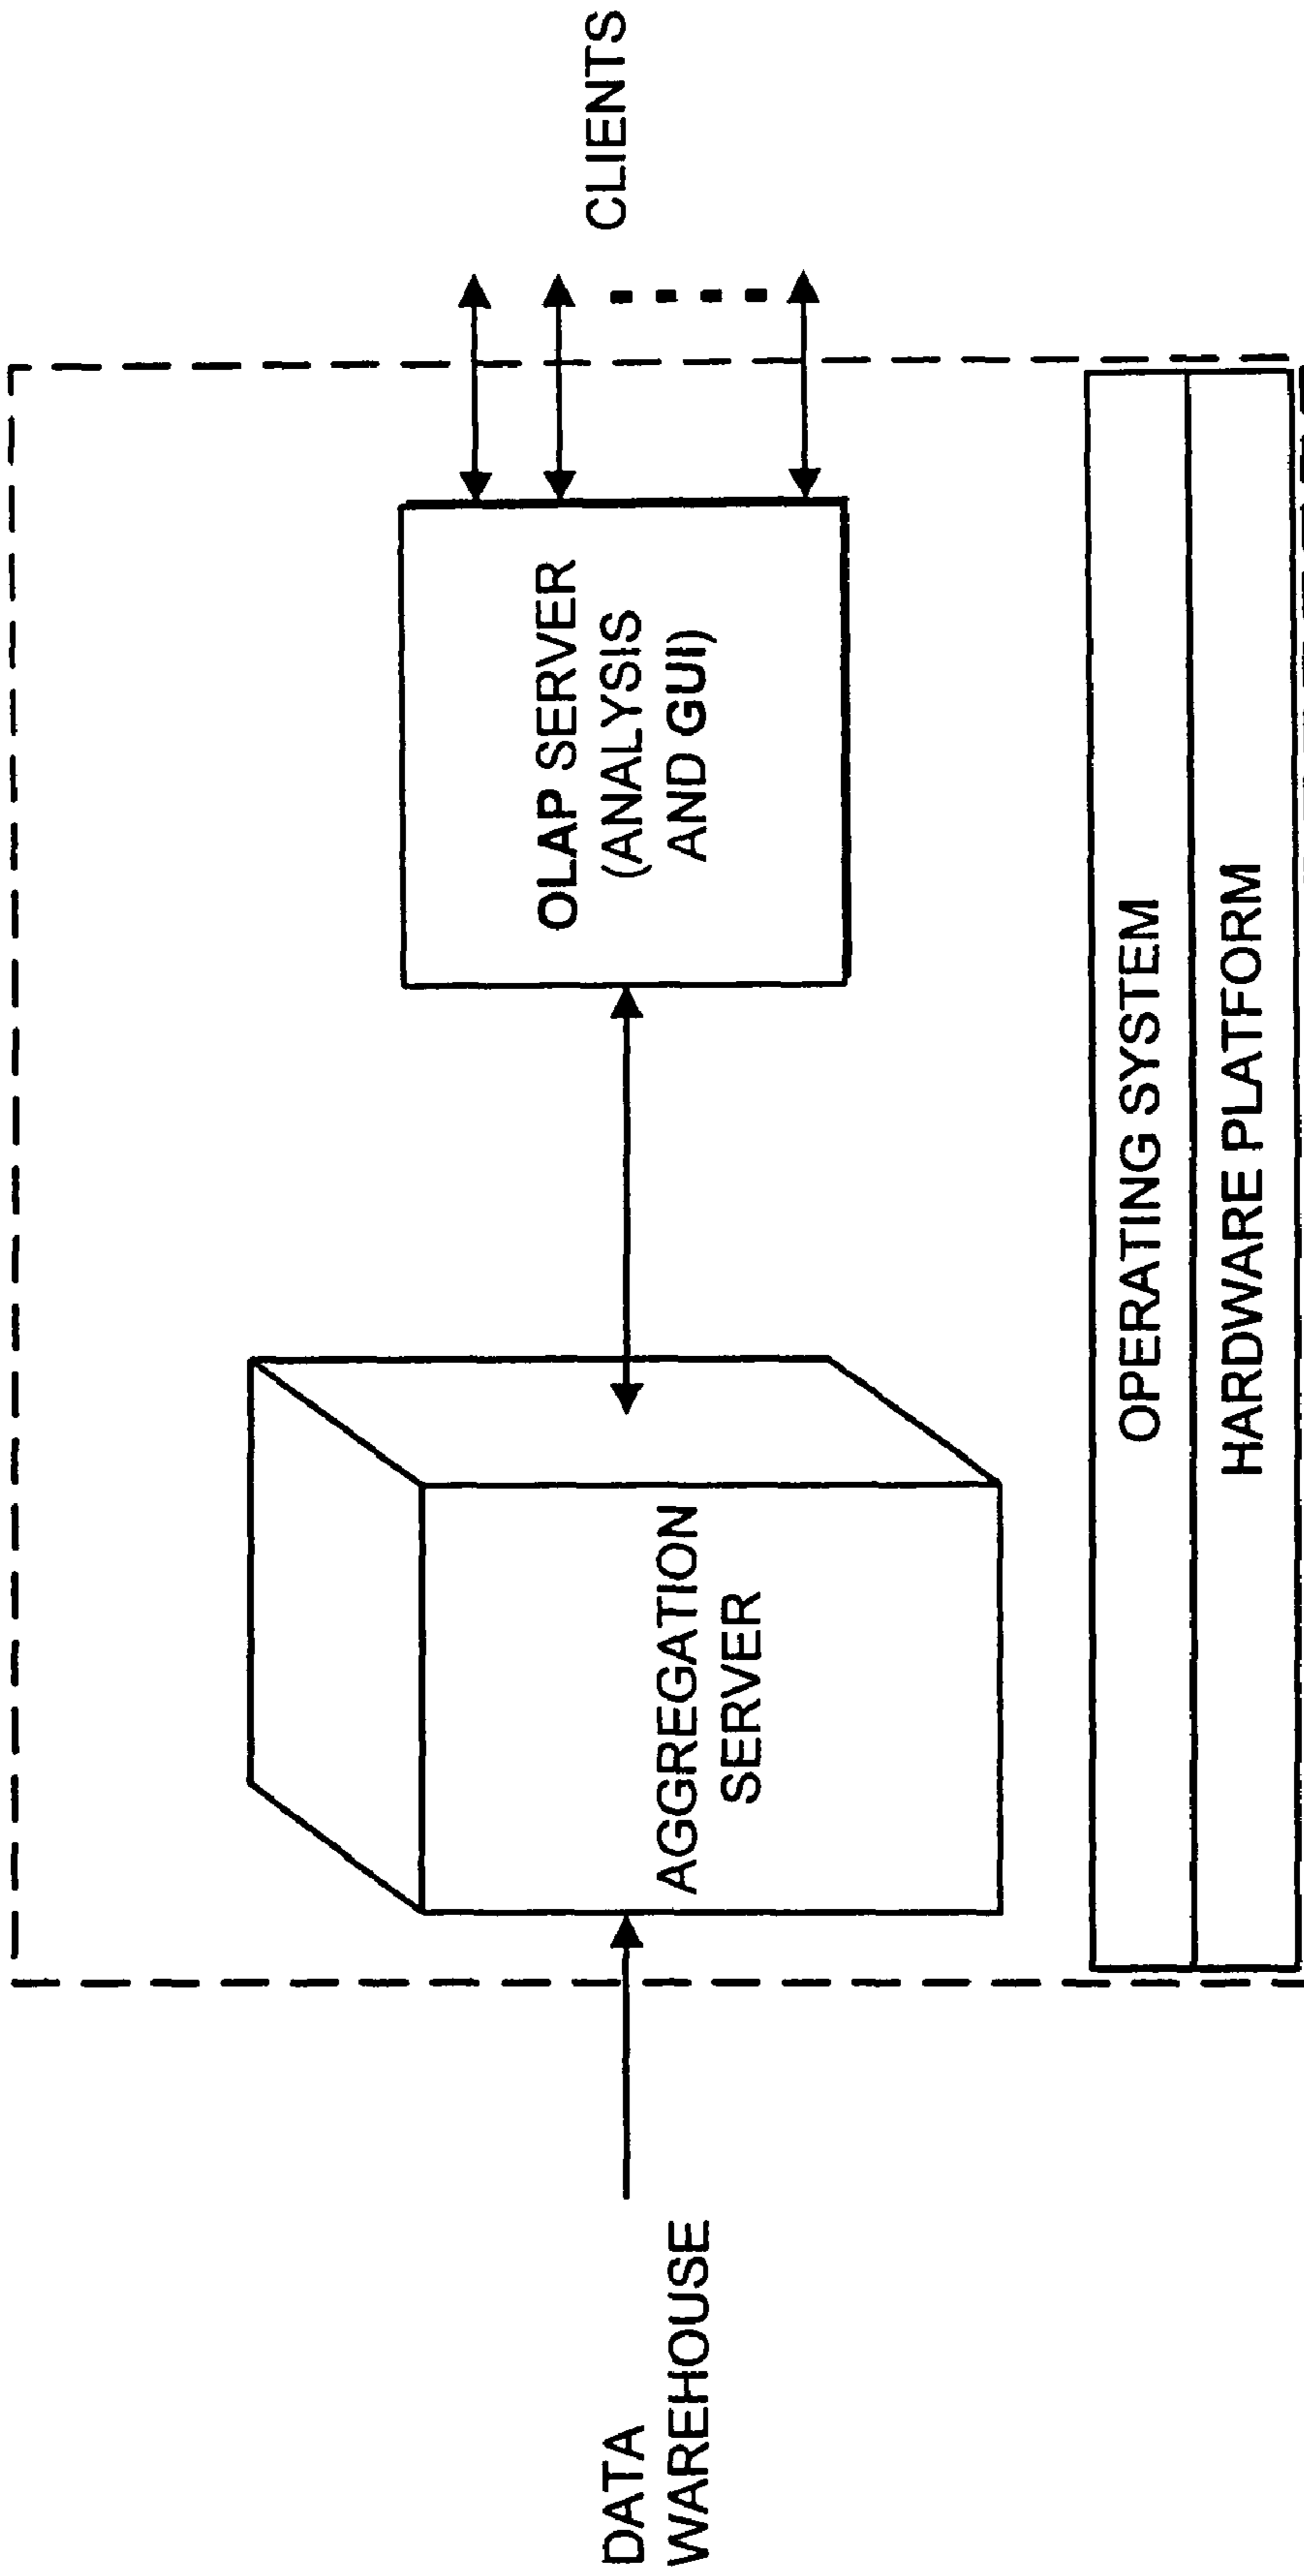 DATA
WAREHOUSE
AGGREGATION
SERVER
OLAP SERVER
(ANALYSIS
AND GUI)
CLIENTS
OPERATING SYSTEM
HARDWARE PLATFORM